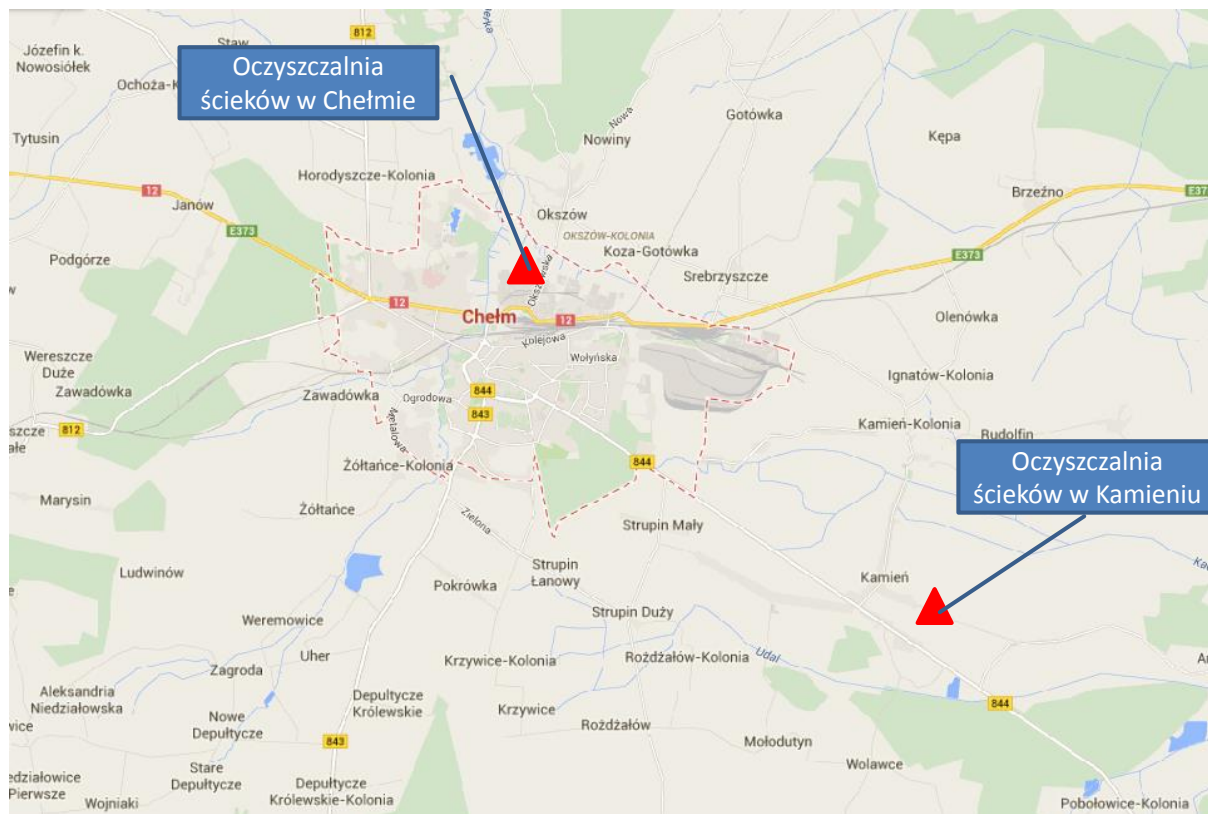 812
Józefin k.
Nowosiółek
Staw
Oczyszczalnia
ścieków w Chełmie
Gotówka
Nowa
Nowiny
Kępa
Tytusin
Horodyszcze-Kolonia
12
Janów
Brzeźno
Okszów
OKSZÓW-KOLONIA
E373
Koza-Gotówka
E373
Podgórze
Srebrzyszcze
12
Chełm
12
Kolejowa
Olenówka
Wołyńska
Wereszcze
Duże
Zawadówka
Zawadówka
Ogrodowa
844
843
Metalowa
Ignatów-Kolonia
812
Kamień-Kolonia
Rudolfin
Żółtańce-Kolonia
844
Oczyszczalnia
ścieków w Kamieniu
Marysin
Żółtańce
Zielona
Strupin Mały
Ludwinów
Strupin
Łanowy
Kamień
Pokrówka
Weremowice
Strupin Duży
Uher
Zagroda
Krzywice-Kolonia
Rożdżałów-Kolonia
Udal
Aleksandria
Niedziałowska
Depułtycze
Królewskie
Krzywice
844
Nowe
Depułtycze
Rożdżałów
843
Mołodutyn
Stare
Depułtycze
Wolawce
Pierwsze
Wojniaki
Depułtycze
Królewskie-Kolonia
Pobołowice-Kolonia